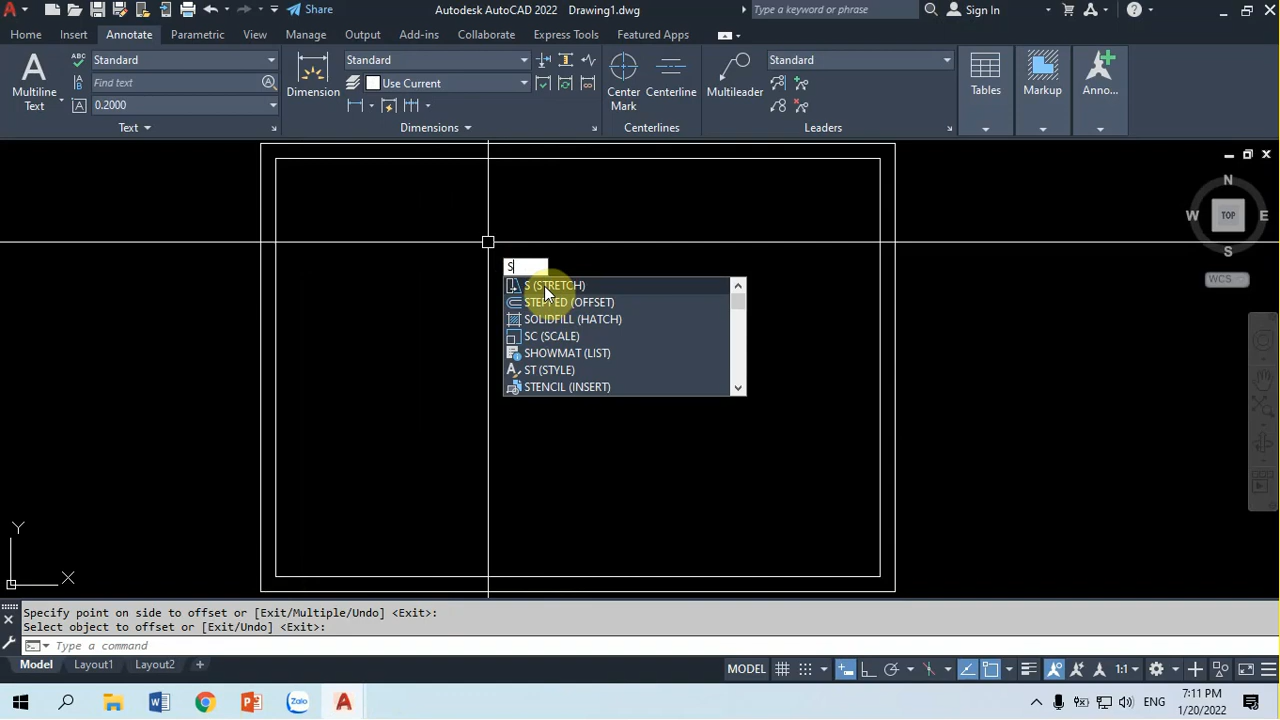 Share
Autodesk AutoCAD 2022 Drawing1.dwg
Type a keyword or phrase
Sign In
Home Insert Annotate Parametric View Manage Output Add-ins Collaborate Express Tools Featured Apps
Multiline
Text
Standard
Find text
0.2000
Text
Dimension
Standard
Use Current
Dimensions
Center
Mark
Centerline
Centerlines
Multileader
Standard
Leaders
Tables
Markup
Anno...
N
W TOP E
S
WCS
S
S (STRETCH)
STEPPED (OFFSET)
SOLIDFILL (HATCH)
SC (SCALE)
SHOWMAT (LIST)
ST (STYLE)
STENCIL (INSERT)
Y
X
Specify point on side to offset or [Exit/Multiple/Undo] <Exit>:
Select object to offset or [Exit/Undo] <Exit>:
Type a command
Model Layout1 Layout2
MODEL 1:1
ENG 7:11 PM
1/20/2022
Zalo